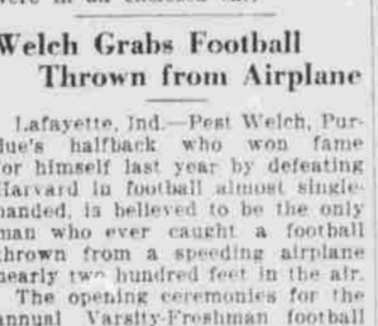 Welch Grabs Football
Thrown from Airplane
Lafayette, Ind.—Pest Welch, Pur-
due's halfback who won fame
for himself last year by defeating
Harvard in football almost single-
handed, is believed to be the only
man who ever caught a football
thrown from a speeding airplane
nearly two hundred feet in the air.
The opening ceremonies for the
annual Varsity-Freshman football